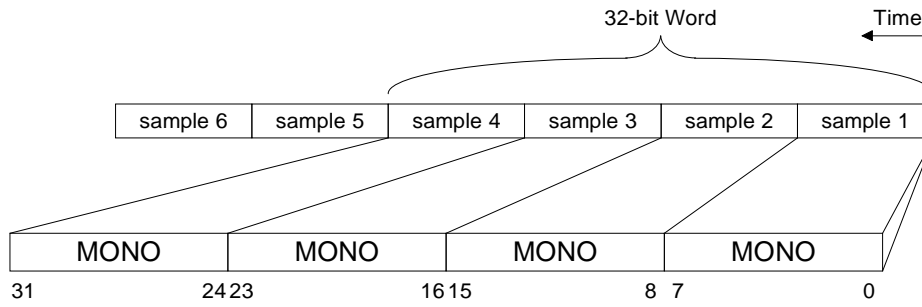 32-bit Word Time
sample 6 sample 5 sample 4 sample 3 sample 2 sample 1
MONO MONO MONO MONO
31 24 23 16 15 8 7 0